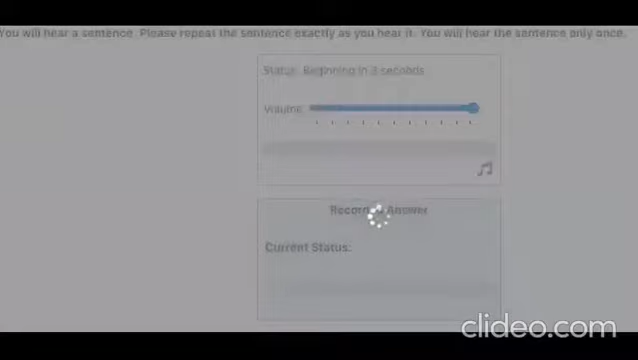 You will hear a sentence. Please repeat the sentence exactly as you hear it. You will hear the sentence only once.
Status: Beginning in 3 seconds
Volume
Recorded Answer
Current Status:
clideo.com